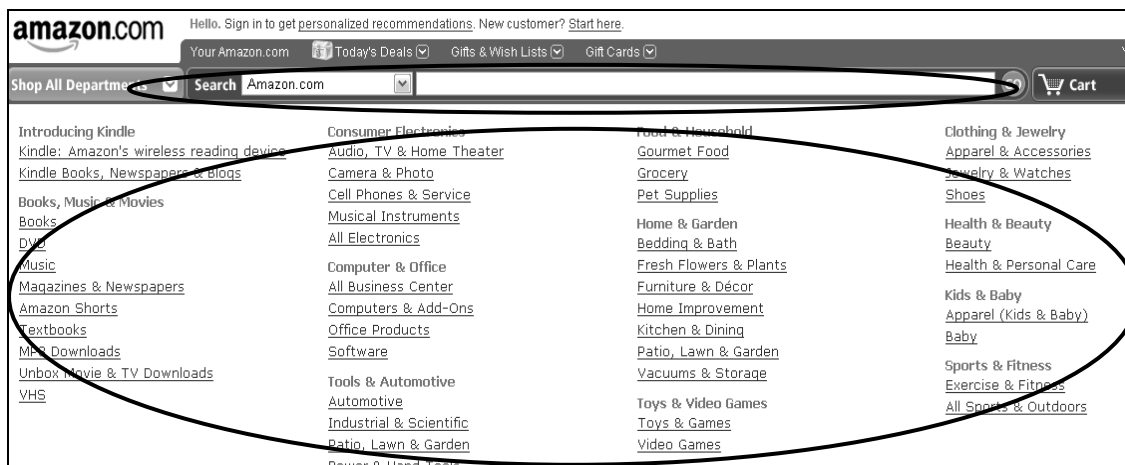 amazon.com
Hello. Sign in to get personalized recommendations. New customer? Start here.
Your Amazon.com Today's Deals Gifts & Wish Lists Gift Cards
Shop All Departments Search Amazon.com GO Cart
Introducing Kindle
Kindle: Amazon's wireless reading device
Kindle Books, Newspapers & Blogs
Books, Music & Movies
Books
DVD
Music
Magazines & Newspapers
Amazon Shorts
Textbooks
MP3 Downloads
Unbox Movie & TV Downloads
VHS
Consumer Electronics
Audio, TV & Home Theater
Camera & Photo
Cell Phones & Service
Musical Instruments
All Electronics
Computer & Office
All Business Center
Computers & Add-Ons
Office Products
Software
Tools & Automotive
Automotive
Industrial & Scientific
Patio, Lawn & Garden
Power & Hand Tools
Food & Household
Gourmet Food
Grocery
Pet Supplies
Home & Garden
Bedding & Bath
Fresh Flowers & Plants
Furniture & Décor
Home Improvement
Kitchen & Dining
Patio, Lawn & Garden
Vacuums & Storage
Toys & Video Games
Toys & Games
Video Games
Clothing & Jewelry
Apparel & Accessories
Jewelry & Watches
Shoes
Health & Beauty
Beauty
Health & Personal Care
Kids & Baby
Apparel (Kids & Baby)
Baby
Sports & Fitness
Exercise & Fitness
All Sports & Outdoors